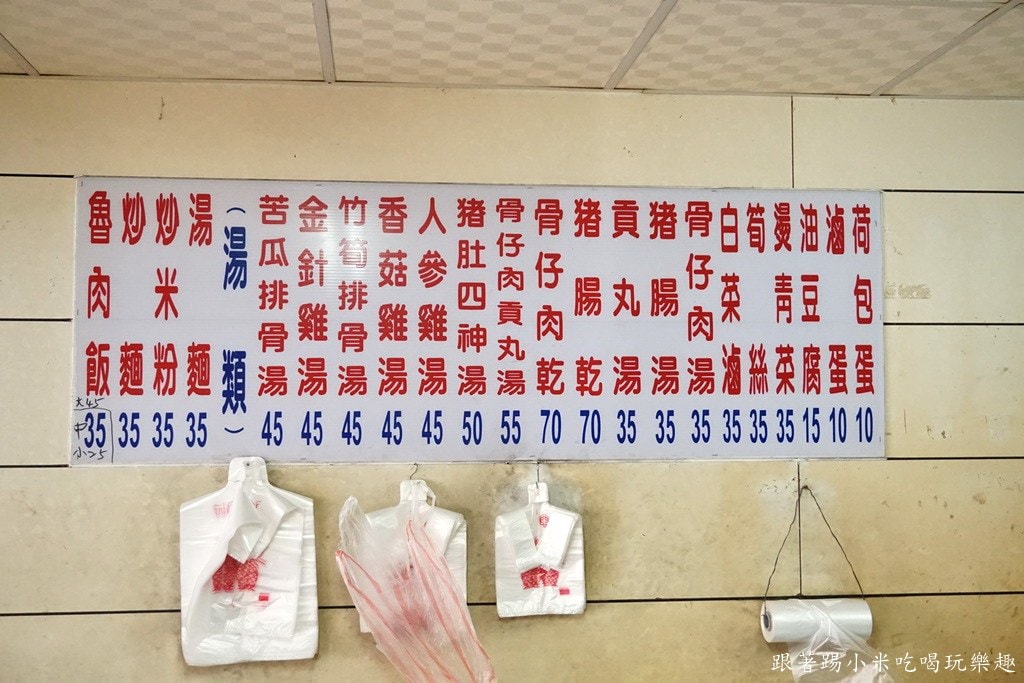 魯肉飯 大45 中35 小25
炒麵 35
炒米粉 35
湯麵 35
（湯類）
苦瓜排骨湯 45
金針雞湯 45
竹筍排骨湯 45
香菇雞湯 45
人參雞湯 45
猪肚四神湯 50
骨仔肉貢丸湯 55
骨仔肉乾 70
猪腸乾 70
貢丸湯 35
猪腸湯 35
骨仔肉湯 35
白菜滷 35
筍絲 35
燙青菜 35
油豆腐 15
滷蛋 10
荷包蛋 10
跟著踢小米吃喝玩樂趣